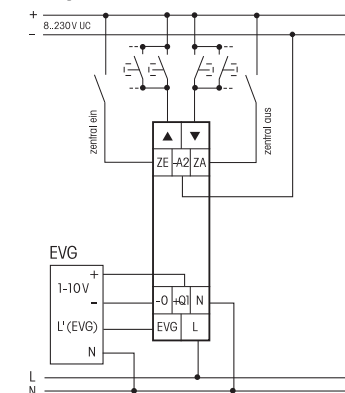 +
8..230V UC
–
zentral ein
zentral aus
▲ ▼
ZE -A2 ZA
EVG
+
1-10V
–
L'(EVG)
N
-0 +Q1 N
EVG L
L
N